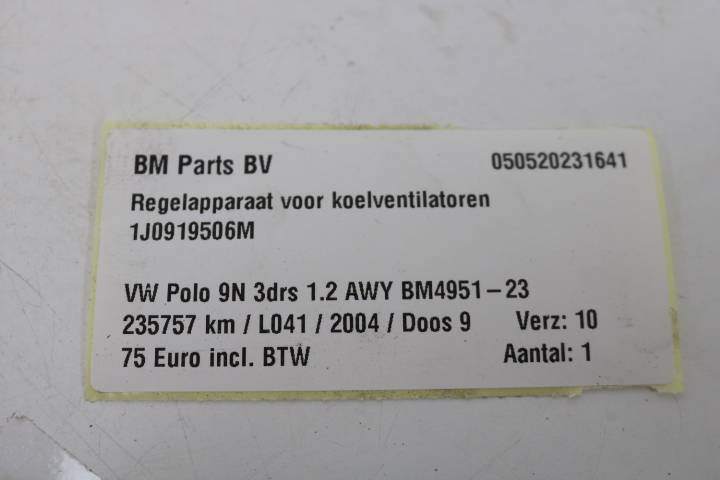 BM Parts BV 050520231641
Regelapparaat voor koelventilatoren
1J0919506M
VW Polo 9N 3drs 1.2 AWY BM4951-23
235757 km / L041 / 2004 / Doos 9 Verz: 10
75 Euro incl. BTW Aantal: 1